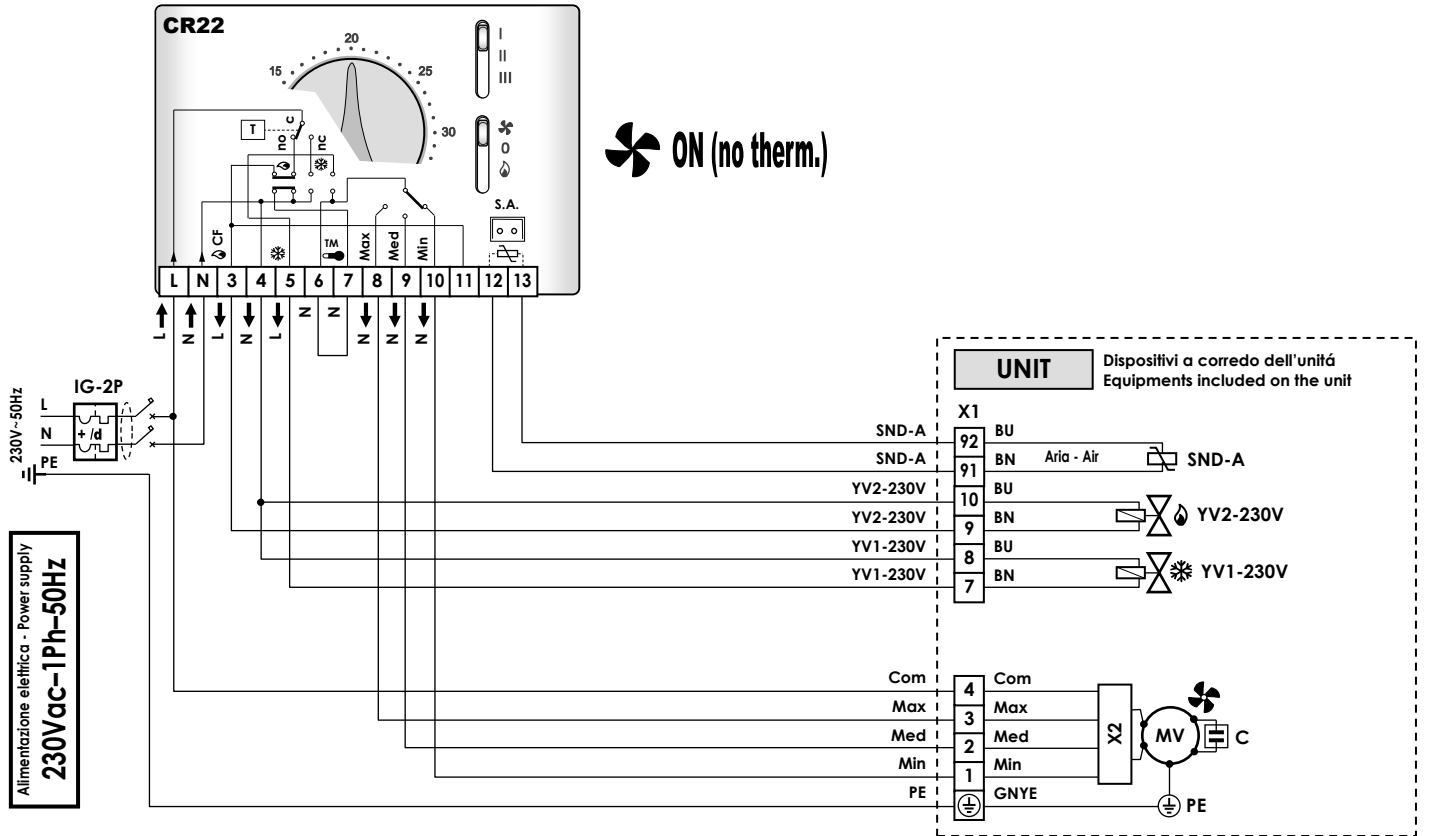 CR22
I
II
III
15
20
25
30
0
ON (no therm.)
T
c
no
nc
S.A.
CF
TM
Max
Med
Min
L N 3 4 5 6 7 8 9 10 11 12 13
L N L N L N N N N N
230V~50Hz
IG-2P
L
N
+ /d
PE
Alimentazione elettrica - Power supply
230Vac–1Ph–50Hz
UNIT
Dispositivi a corredo dell’unitá
Equipments included on the unit
X1
SND-A 92 BU
SND-A 91 BN Aria - Air SND-A
YV2-230V 10 BU
YV2-230V 9 BN YV2-230V
YV1-230V 8 BU
YV1-230V 7 BN YV1-230V
Com 4 Com
Max 3 Max
Med 2 Med
Min 1 Min
PE GNYE
X2
MV
C
PE